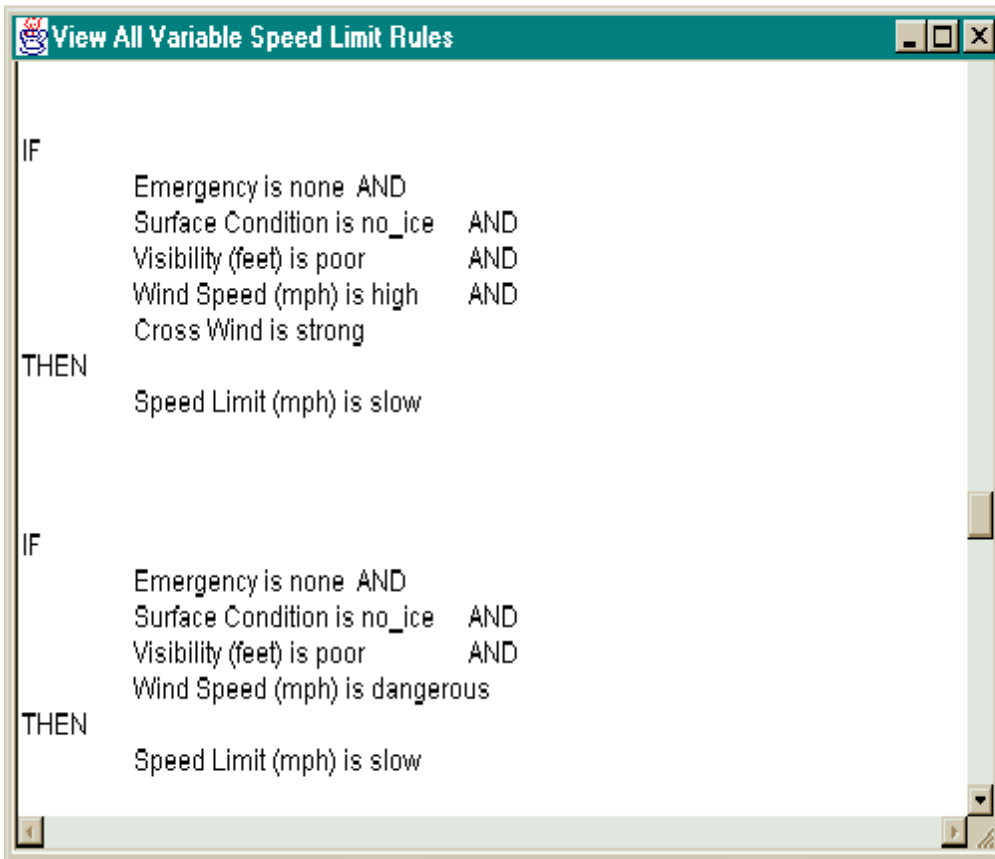 View All Variable Speed Limit Rules
IF
Emergency is none AND
Surface Condition is no_ice AND
Visibility (feet) is poor AND
Wind Speed (mph) is high AND
Cross Wind is strong
THEN
Speed Limit (mph) is slow
IF
Emergency is none AND
Surface Condition is no_ice AND
Visibility (feet) is poor AND
Wind Speed (mph) is dangerous
THEN
Speed Limit (mph) is slow